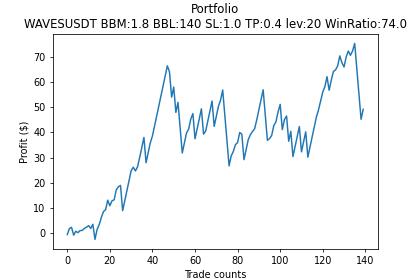 Portfolio
WAVESUSDT BBM:1.8 BBL:140 SL:1.0 TP:0.4 lev:20 WinRatio:74.0
70
60
50
40
30
20
10
0
Profit ($)
0 20 40 60 80 100 120 140
Trade counts